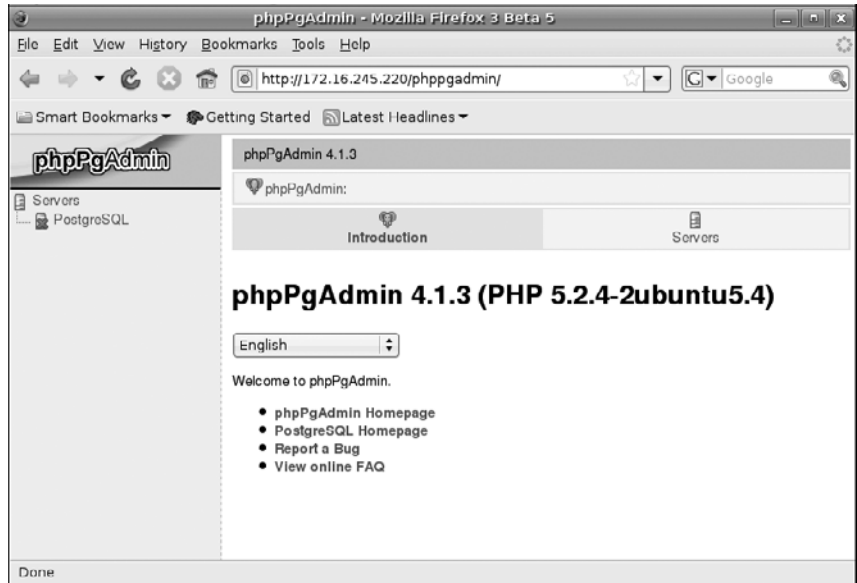 phpPgAdmin - Mozilla Firefox 3 Beta 5
File Edit View History Bookmarks Tools Help
http://172.16.245.220/phppgadmin/
G Google
Smart Bookmarks Getting Started Latest Headlines
phpPgAdmin
Servers
PostgreSQL
phpPgAdmin 4.1.3
phpPgAdmin:
Introduction
Servers
phpPgAdmin 4.1.3 (PHP 5.2.4-2ubuntu5.4)
English
Welcome to phpPgAdmin.
phpPgAdmin Homepage
PostgreSQL Homepage
Report a Bug
View online FAQ
Done